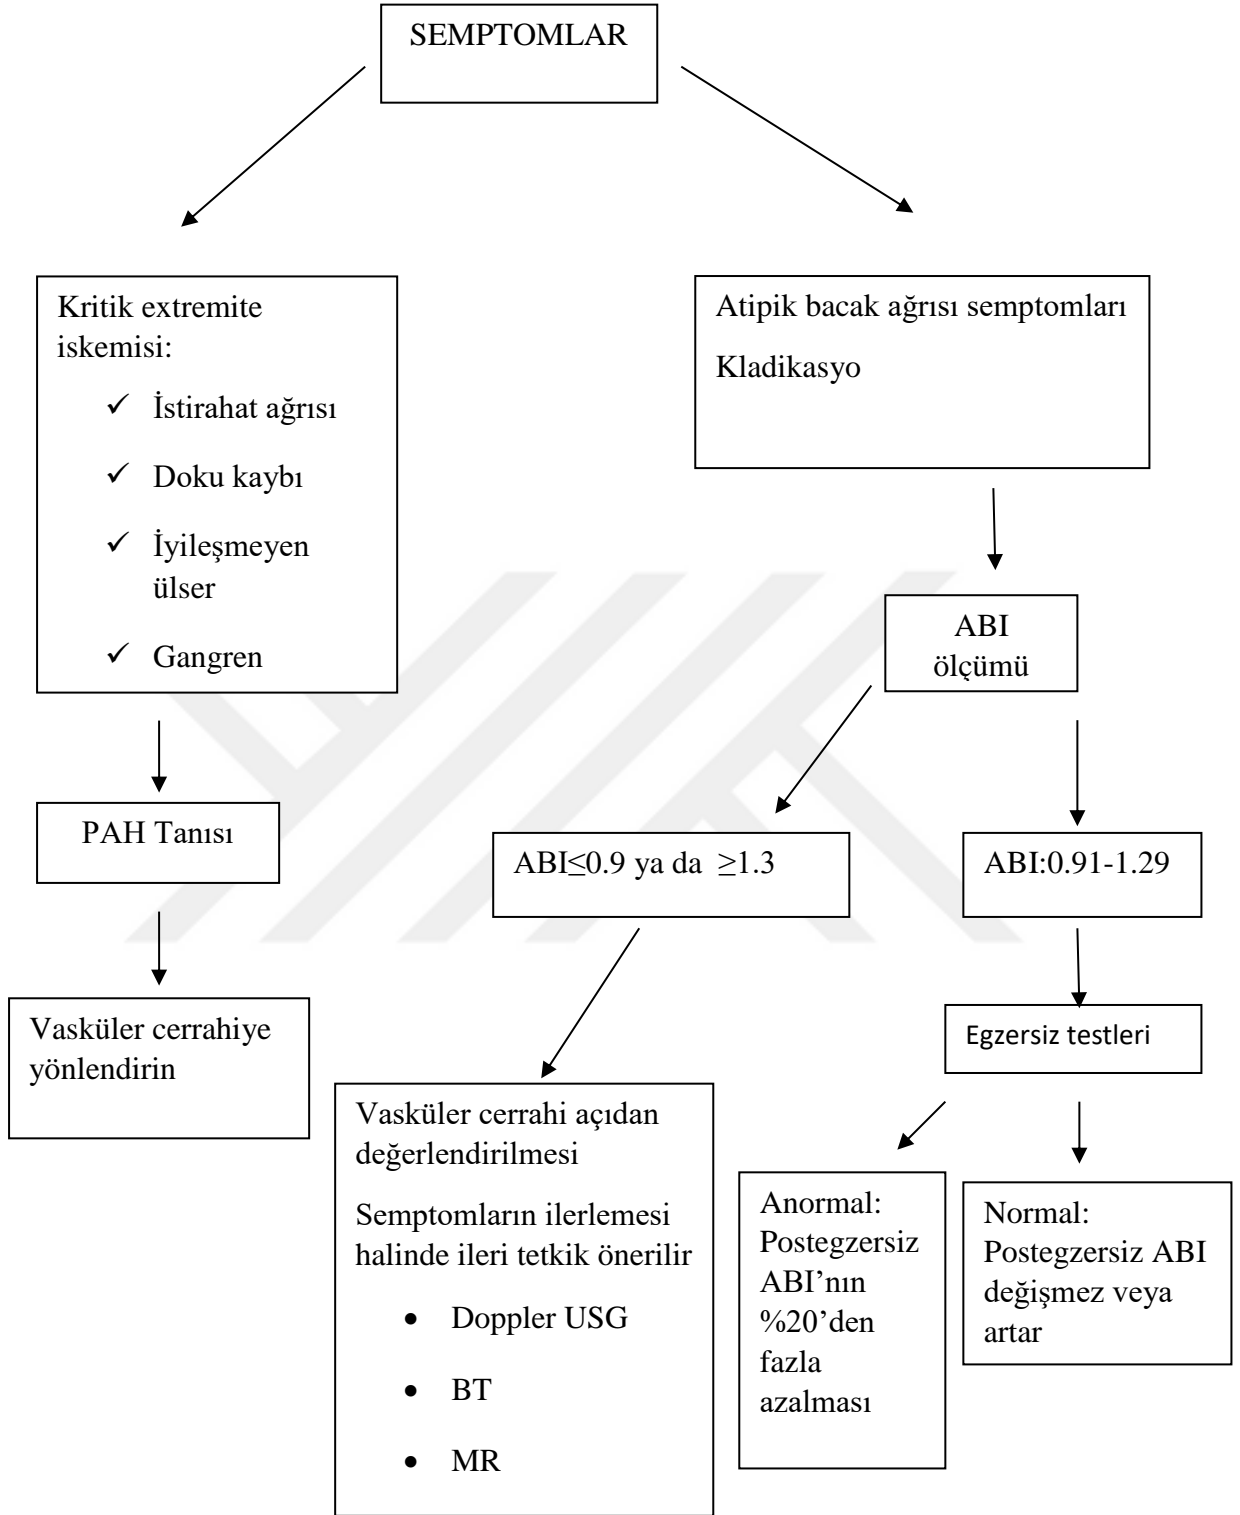 SEMPTOMLAR
Kritik extremite
iskemisi:
✓ İstirahat ağrısı
✓ Doku kaybı
✓ İyileşmeyen
ülser
✓ Gangren
Atipik bacak ağrısı semptomları
Kladikasyo
ABI
ölçümü
PAH Tanısı
ABI≤0.9 ya da ≥1.3
ABI:0.91-1.29
Vasküler cerrahiye
yönlendirin
Egzersiz testleri
Vasküler cerrahi açıdan
değerlendirilmesi
Semptomların ilerlemesi
halinde ileri tetkik önerilir
• Doppler USG
• BT
• MR
Anormal:
Postegzersiz
ABI’nın
%20’den
fazla
azalması
Normal:
Postegzersiz ABI
değişmez veya
artar